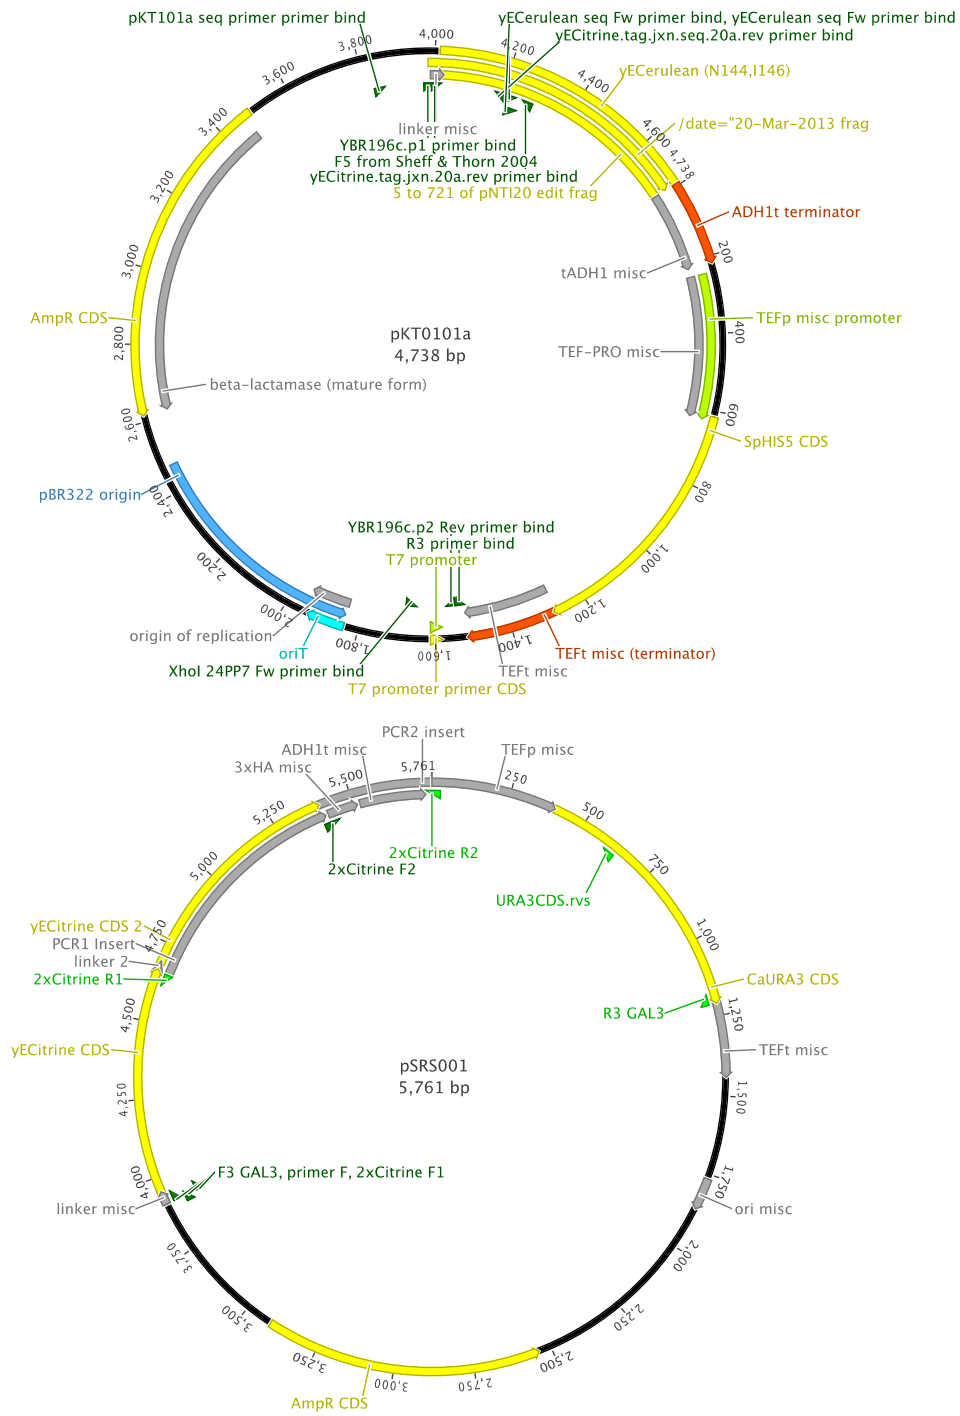 pKT101a seq primer primer bind
4,000
yECerulean seq Fw primer bind, yECerulean seq Fw primer bind
yECitrine.tag.jxn.seq.20a.rev primer bind
3,800
4,200
3,600
4,400
yECerulean (N144,I146)
3,400
linker misc
4,600
/date="20-Mar-2013 frag
YBR196c.p1 primer bind
F5 from Sheff & Thorn 2004
yECitrine.tag.jxn.20a.rev primer bind
4,738
5 to 721 of pNTI20 edit frag
3,200
ADH1t terminator
200
3,000
tADH1 misc
AmpR CDS
TEFp misc promoter
pKT0101a
4,738 bp
400
2,800
TEF-PRO misc
beta-lactamase (mature form)
600
2,600
SpHIS5 CDS
800
pBR322 origin
2,400
YBR196c.p2 Rev primer bind
R3 primer bind
T7 promoter
2,200
1,000
2,000
1,200
origin of replication
1,800
1,600
1,400
oriT
TEFt misc (terminator)
XhoI 24PP7 Fw primer bind
TEFt misc
T7 promoter primer CDS
PCR2 insert
ADH1t misc
TEFp misc
3xHA misc
5,761
5,500
250
5,250
500
2xCitrine R2
2xCitrine F2
5,000
750
URA3CDS.rvs
yECitrine CDS 2
4,750
1,000
PCR1 Insert
linker 2
2xCitrine R1
CaURA3 CDS
4,500
R3 GAL3
1,250
yECitrine CDS
TEFt misc
pSRS001
5,761 bp
4,250
1,500
F3 GAL3, primer F, 2xCitrine F1
4,000
1,750
linker misc
ori misc
3,750
2,000
3,500
2,250
3,250
2,500
3,000
2,750
AmpR CDS